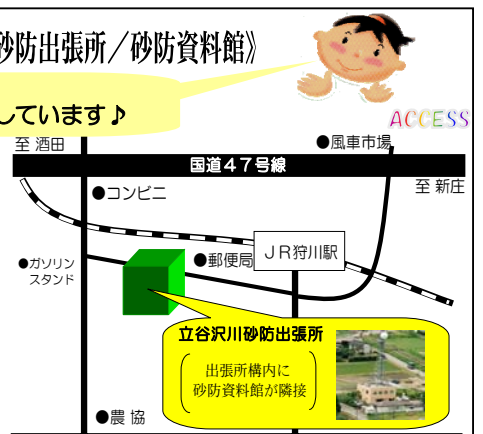 砂防出張所／砂防資料館》
しています♪
ACCESS
至 酒田
●風車市場
国道４７号線
至 新庄
●コンビニ
ＪＲ狩川駅
●郵便局
●ガソリン
スタンド
立谷沢川砂防出張所
出張所構内に
砂防資料館が隣接
●農 協